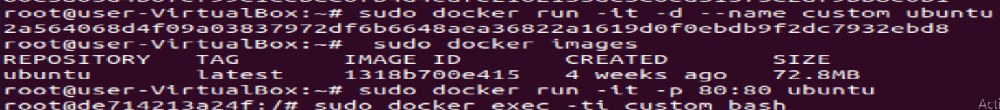 root@user-VirtualBox:~# sudo docker run -it -d --name custom ubuntu
2a564068d4f09a03837972df6b6648aea36822a1619d0f0ebdb9f2dc7932ebd8
root@user-VirtualBox:~#  sudo docker images
REPOSITORY   TAG       IMAGE ID       CREATED       SIZE
ubuntu       latest    1318b700e415   4 weeks ago   72.8MB
root@user-VirtualBox:~# sudo docker run -it -p 80:80 ubuntu
root@de714213a24f:/# sudo docker exec -ti custom bash
Acti